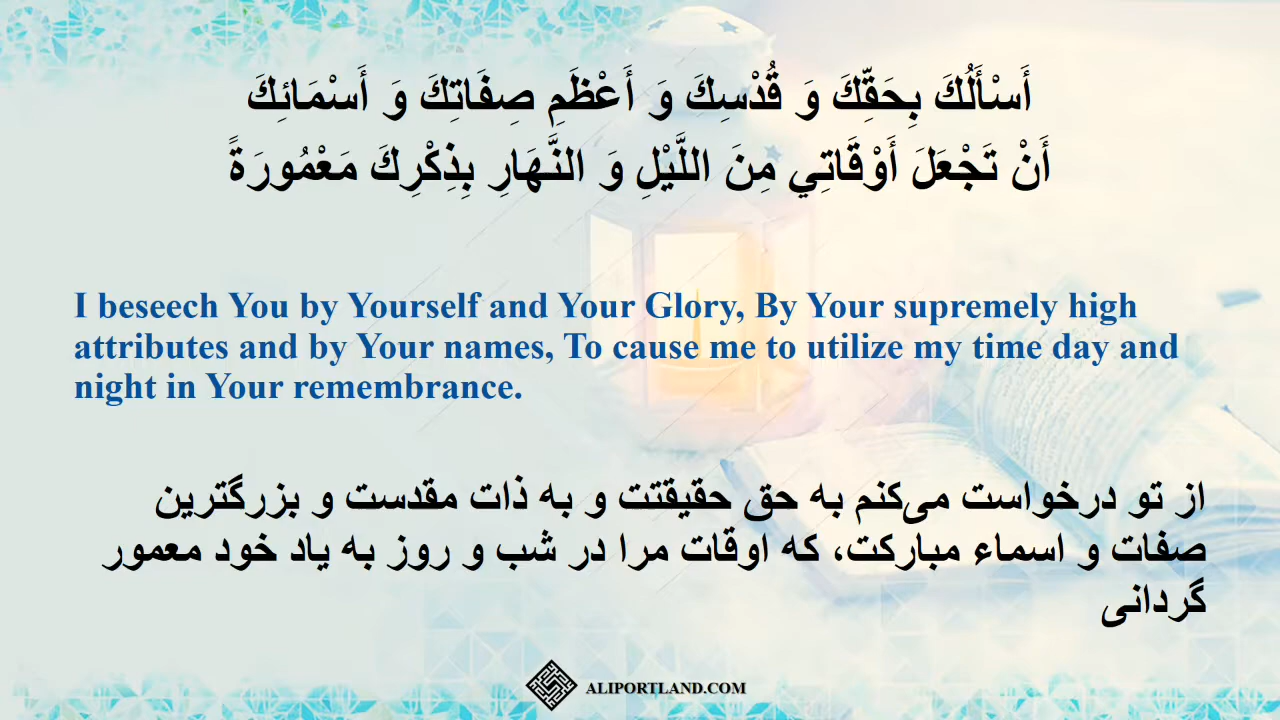 أَسْأَلُكَ بِحَقِّكَ وَ قُدْسِكَ وَ أَعْظَمِ صِفَاتِكَ وَ أَسْمَائِكَ
أَنْ تَجْعَلَ أَوْقَاتِي مِنَ اللَّيْلِ وَ النَّهَارِ بِذِكْرِكَ مَعْمُورَةً
I beseech You by Yourself and Your Glory, By Your supremely high
attributes and by Your names, To cause me to utilize my time day and
night in Your remembrance.
از تو درخواست می‌کنم به حق حقیقتت و به ذات مقدست و بزرگترین
صفات و اسماء مبارکت، که اوقات مرا در شب و روز به یاد خود معمور
گردانی
ALIPORTLAND.COM